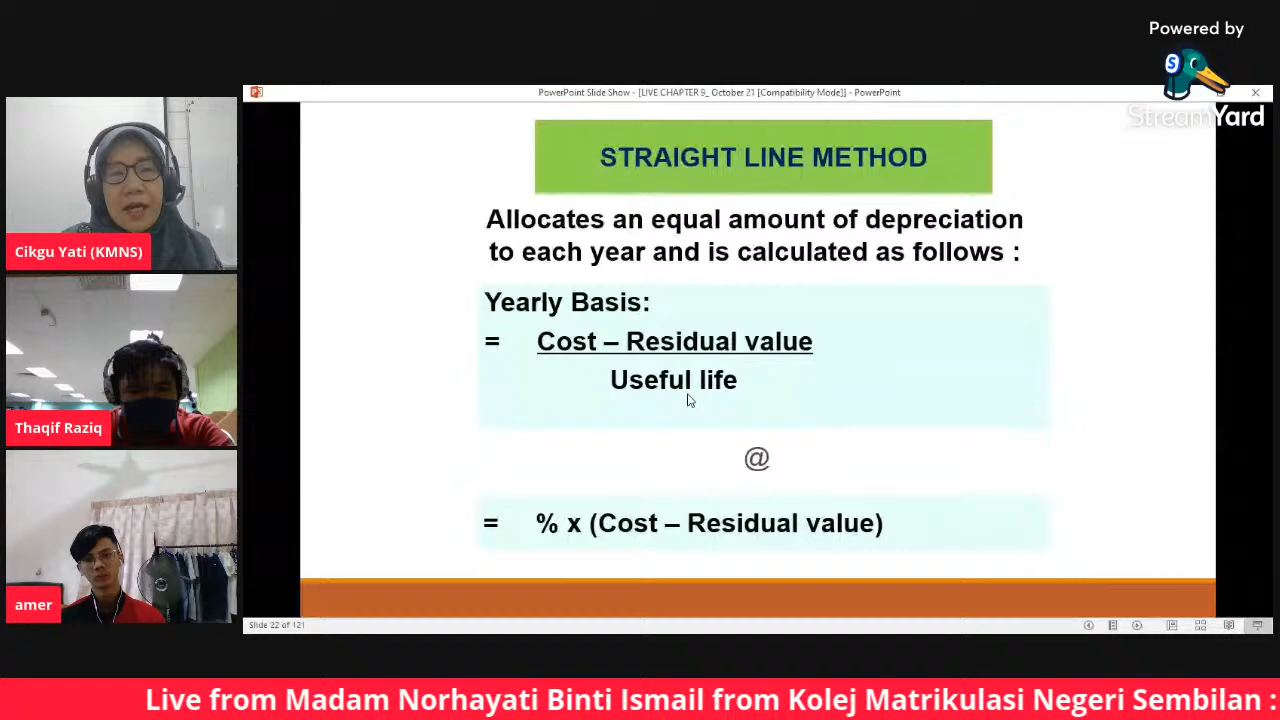 Powered by
StreamYard
PowerPoint Slide Show - [LIVE CHAPTER 9_ October 21 [Compatibility Mode]] - PowerPoint
STRAIGHT LINE METHOD
Allocates an equal amount of depreciation
to each year and is calculated as follows :
Yearly Basis:
= Cost – Residual value
Useful life
@
= % x (Cost – Residual value)
Slide 22 of 121
Cikgu Yati (KMNS)
Thaqif Raziq
amer
Live from Madam Norhayati Binti Ismail from Kolej Matrikulasi Negeri Sembilan :